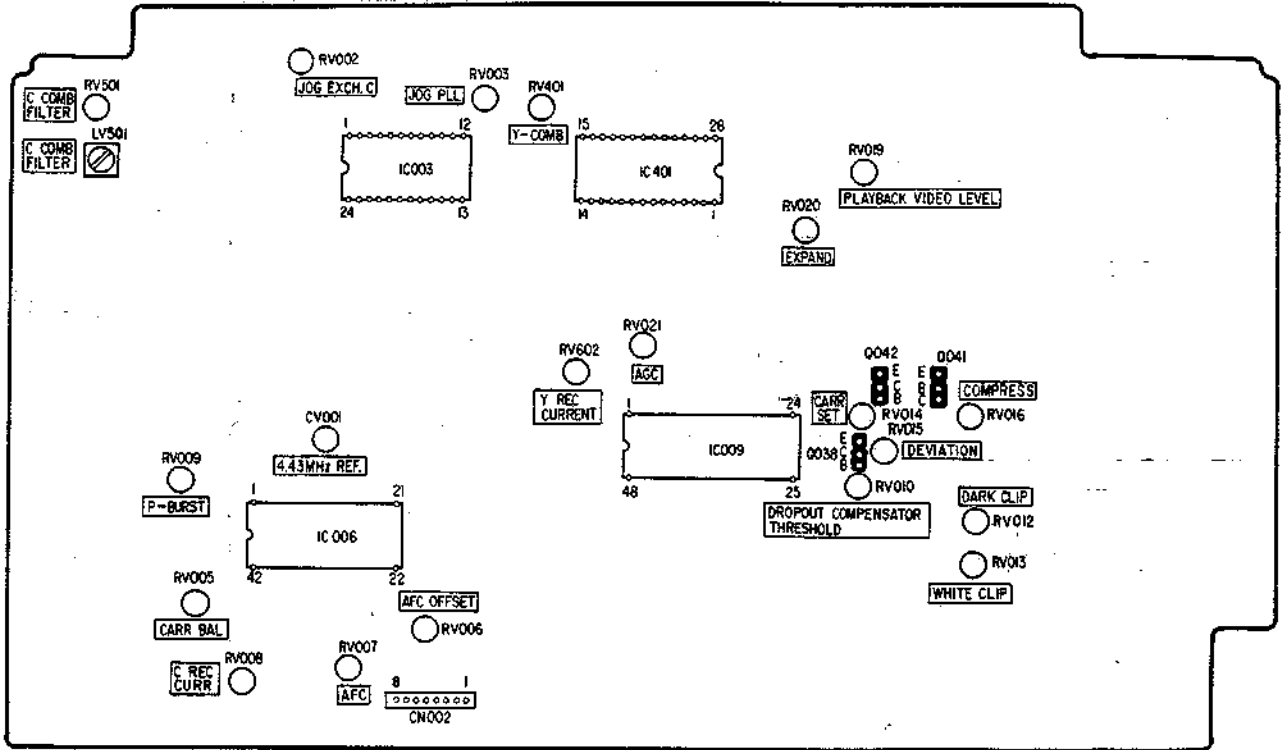 RV002
JOG EXCH. C
RV003
JOG PLL
RV401
Y-COMB
RV501
C COMB
FILTER
LV501
C COMB
FILTER
1
12
IC003
24
13
15
28
IC401
14
1
RV019
PLAYBACK VIDEO LEVEL
RV020
EXPAND
RV021
AGC
RV602
Y REC
CURRENT
Q042
E
C
B
Q041
E
B
C
COMPRESS
RV016
CARR
SET
RV014
RV015
DEVIATION
Q038
E
C
B
RV010
DROPOUT COMPENSATOR
THRESHOLD
1
24
IC009
48
25
DARK CLIP
RV012
RV013
WHITE CLIP
CV001
4.43MHz REF.
RV009
P-BURST
1
21
IC006
42
22
RV005
CARR BAL
AFC OFFSET
RV006
RV008
C REC
CURR
RV007
AFC
8
1
CN002